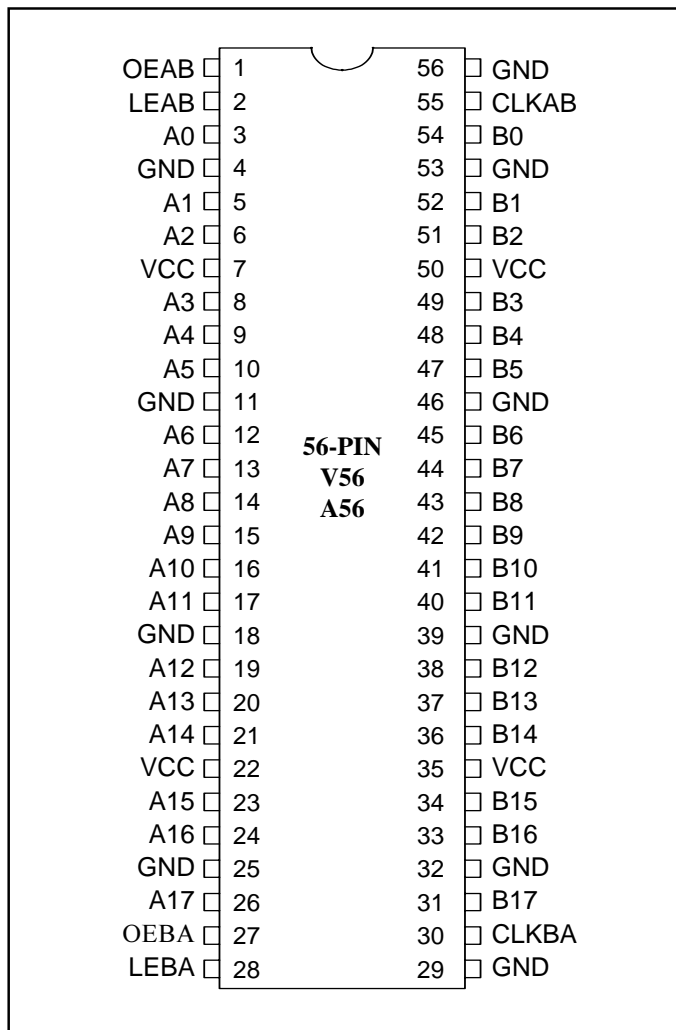 OEAB 1 56 GND
LEAB 2 55 CLKAB
A0 3 54 B0
GND 4 53 GND
A1 5 52 B1
A2 6 51 B2
VCC 7 50 VCC
A3 8 49 B3
A4 9 48 B4
A5 10 47 B5
GND 11 46 GND
A6 12 45 B6
56-PIN
A7 13 44 B7
V56
A8 14 43 B8
A56
A9 15 42 B9
A10 16 41 B10
A11 17 40 B11
GND 18 39 GND
A12 19 38 B12
A13 20 37 B13
A14 21 36 B14
VCC 22 35 VCC
A15 23 34 B15
A16 24 33 B16
GND 25 32 GND
A17 26 31 B17
OEBA 27 30 CLKBA
LEBA 28 29 GND